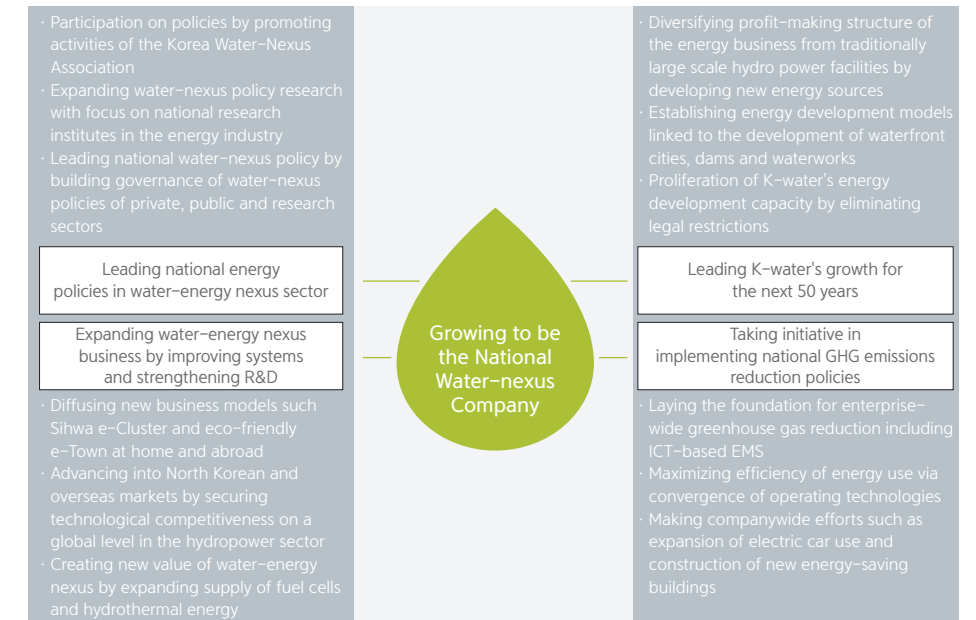 · Participation on policies by promoting
activities of the Korea Water-Nexus
Association
· Expanding water-nexus policy research
with focus on national research
institutes in the energy industry
· Leading national water-nexus policy by
building governance of water-nexus
policies of private, public and research
sectors
Leading national energy
policies in water-energy nexus sector
Expanding water-energy nexus
business by improving systems
and strengthening R&D
· Diffusing new business models such
Sihwa e-Cluster and eco-friendly
e-Town at home and abroad
· Advancing into North Korean and
overseas markets by securing
technological competitiveness on a
global level in the hydropower sector
· Creating new value of water-energy
nexus by expanding supply of fuel cells
and hydrothermal energy
Growing to be
the National
Water-nexus
Company
· Diversifying profit-making structure of
the energy business from traditionally
large scale hydro power facilities by
developing new energy sources
· Establishing energy development models
linked to the development of waterfront
cities, dams and waterworks
· Proliferation of K-water's energy
development capacity by eliminating
legal restrictions
Leading K-water's growth for
the next 50 years
Taking initiative in
implementing national GHG emissions
reduction policies
· Laying the foundation for enterprise-
wide greenhouse gas reduction including
ICT-based EMS
· Maximizing efficiency of energy use via
convergence of operating technologies
· Making companywide efforts such as
expansion of electric car use and
construction of new energy-saving
buildings